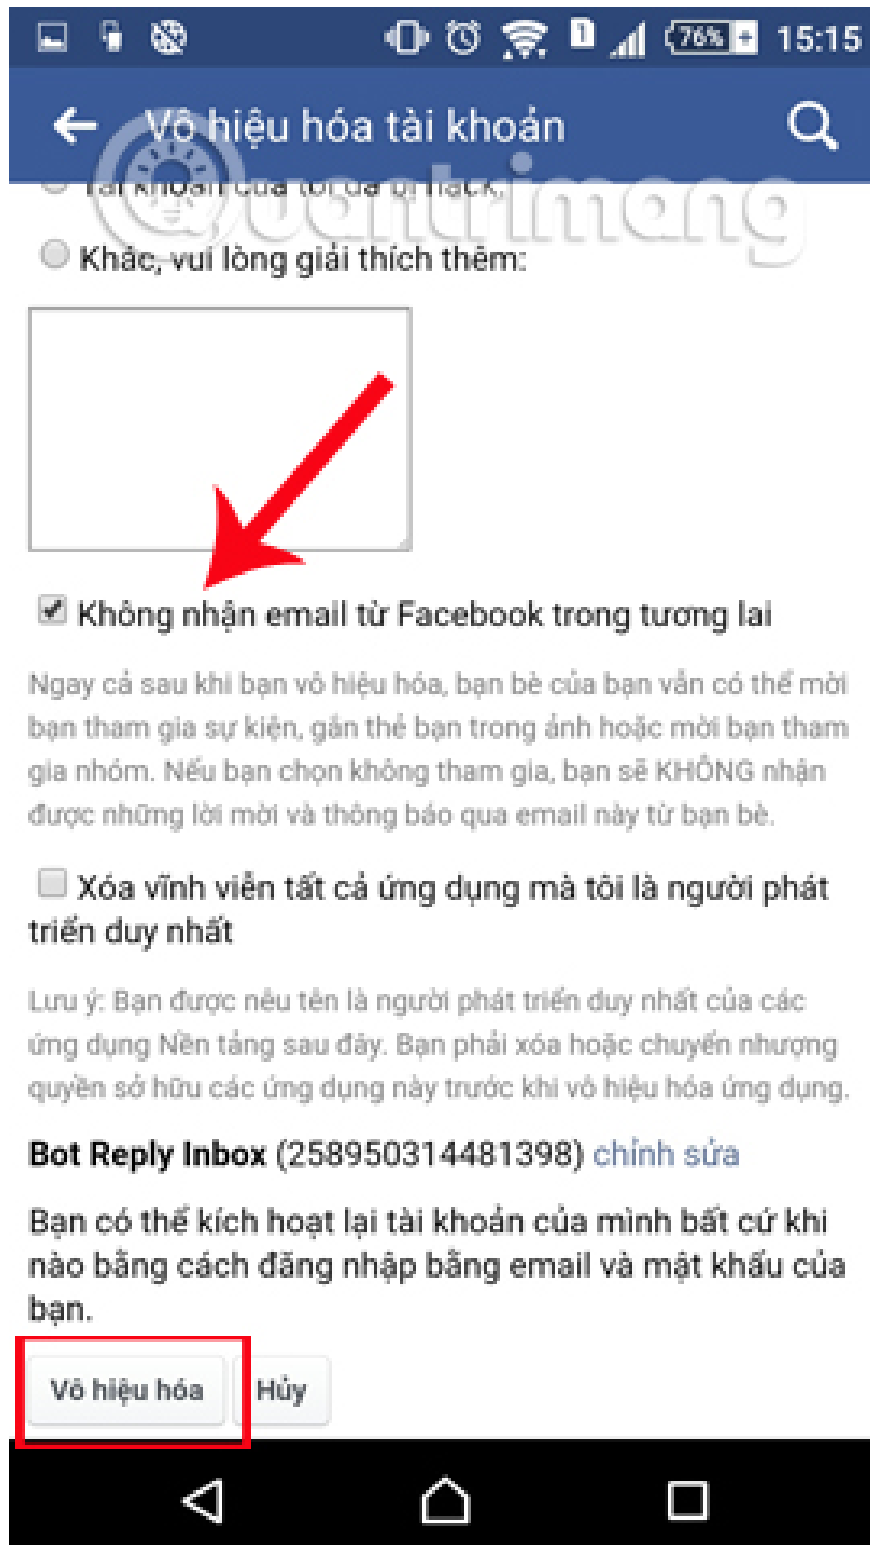 76%
15:15
Vô hiệu hóa tài khoản
Tài khoản của tôi đã bị hack.
uantrimang
Khác, vui lòng giải thích thêm:
Không nhận email từ Facebook trong tương lai
Ngay cả sau khi bạn vô hiệu hóa, bạn bè của bạn vẫn có thể mời
bạn tham gia sự kiện, gắn thẻ bạn trong ảnh hoặc mời bạn tham
gia nhóm. Nếu bạn chọn không tham gia, bạn sẽ KHÔNG nhận
được những lời mời và thông báo qua email này từ bạn bè.
Xóa vĩnh viễn tất cả ứng dụng mà tôi là người phát
triển duy nhất
Lưu ý: Bạn được nêu tên là người phát triển duy nhất của các
ứng dụng Nền tảng sau đây. Bạn phải xóa hoặc chuyển nhượng
quyền sở hữu các ứng dụng này trước khi vô hiệu hóa ứng dụng.
Bot Reply Inbox (258950314481398) chỉnh sửa
Bạn có thể kích hoạt lại tài khoản của mình bất cứ khi
nào bằng cách đăng nhập bằng email và mật khẩu của
bạn.
Vô hiệu hóa Hủy